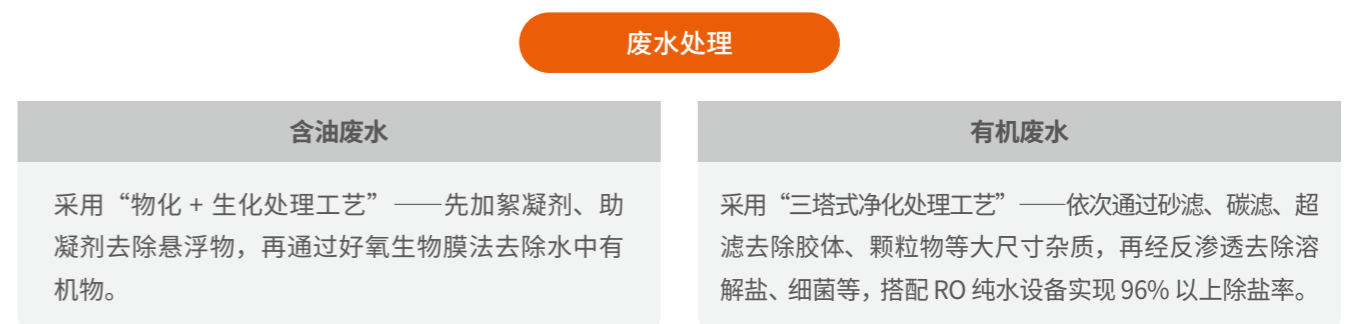 废水处理
含油废水
采用“物化 + 生化处理工艺”——先加絮凝剂、助
凝剂去除悬浮物，再通过好氧生物膜法去除水中有
机物。
有机废水
采用“三塔式净化处理工艺”——依次通过砂滤、碳滤、超
滤去除胶体、颗粒物等大尺寸杂质，再经反渗透去除溶
解盐、细菌等，搭配 RO 纯水设备实现 96% 以上除盐率。